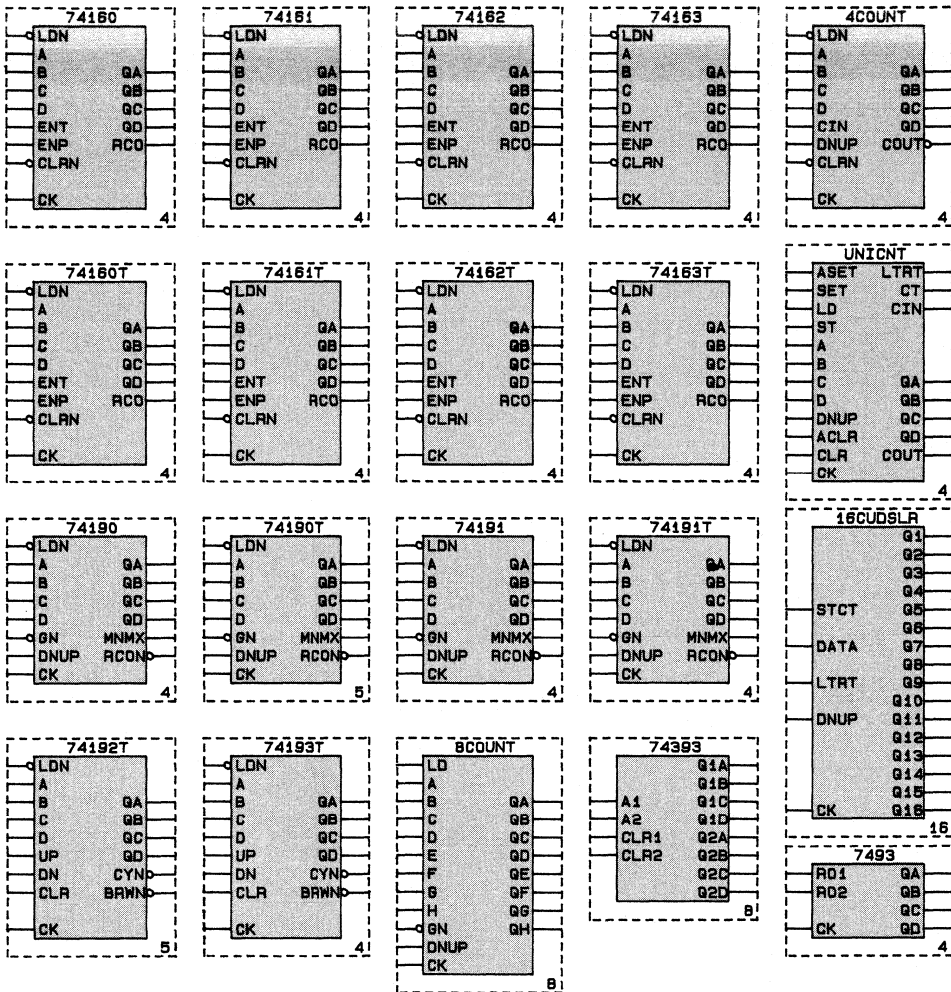 74160
LDN
A
B QA
C QB
D QC
ENT QD
ENP RCO
CLRN
CK
4
74161
LDN
A
B QA
C QB
D QC
ENT QD
ENP RCO
CLRN
CK
4
74162
LDN
A
B QA
C QB
D QC
ENT QD
ENP RCO
CLRN
CK
4
74163
LDN
A
B QA
C QB
D QC
ENT QD
ENP RCO
CLRN
CK
4
4COUNT
LDN
A
B QA
C QB
D QC
CIN QD
DNUP COUT
CLRN
CK
4
74160T
LDN
A
B QA
C QB
D QC
ENT QD
ENP RCO
CLRN
CK
4
74161T
LDN
A
B QA
C QB
D QC
ENT QD
ENP RCO
CLRN
CK
4
74162T
LDN
A
B QA
C QB
D QC
ENT QD
ENP RCO
CLRN
CK
4
74163T
LDN
A
B QA
C QB
D QC
ENT QD
ENP RCO
CLRN
CK
4
UNICNT
ASET LTRT
SET CT
LD CIN
ST
A
B
C QA
D QB
DNUP QC
ACLR QD
CLR COUT
CK
4
74190
LDN
A QA
B QB
C QC
D QD
GN MNMX
DNUP RCON
CK
4
74190T
LDN
A QA
B QB
C QC
D QD
GN MNMX
DNUP RCON
CK
5
74191
LDN
A QA
B QB
C QC
D QD
GN MNMX
DNUP RCON
CK
4
74191T
LDN
A QA
B QB
C QC
D QD
GN MNMX
DNUP RCON
CK
4
16CUDSLR
Q1
Q2
Q3
Q4
STCT Q5
Q6
DATA Q7
Q8
LTRT Q9
Q10
DNUP Q11
Q12
Q13
Q14
Q15
CK Q16
16
74192T
LDN
A
B QA
C QB
D QC
UP QD
DN CYN
CLR BRWN
CK
5
74193T
LDN
A
B QA
C QB
D QC
UP QD
DN CYN
CLR BRWN
CK
4
8COUNT
LD
A
B QA
C QB
D QC
E QD
F QE
G QF
H QG
GN QH
DNUP
CK
8
74393
Q1A
Q1B
A1 Q1C
A2 Q1D
CLR1 Q2A
CLR2 Q2B
Q2C
Q2D
8
7493
RO1 QA
RO2 QB
QC
CK QD
4